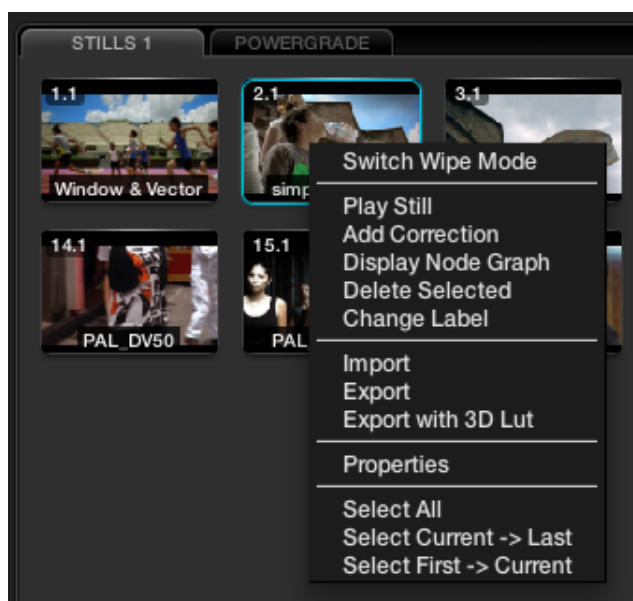 STILLS 1
POWERGRADE
1.1
2.1
3.1
Window & Vector
simp
14.1
15.1
PAL_DV50
PAL
Switch Wipe Mode
Play Still
Add Correction
Display Node Graph
Delete Selected
Change Label
Import
Export
Export with 3D Lut
Properties
Select All
Select Current -> Last
Select First -> Current